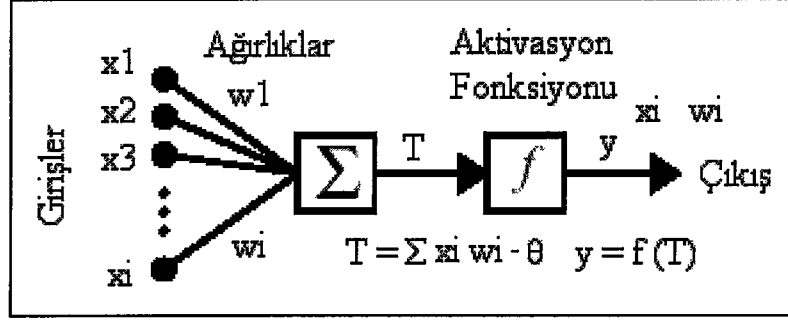 Ağırlıklar
Aktivasyon
Fonksiyonu
Girişler
x1
x2
x3
xi
w1
wi
Σ
T
f
y
xi wi
Çıkış
T = Σ xi wi - θ
y = f (T)